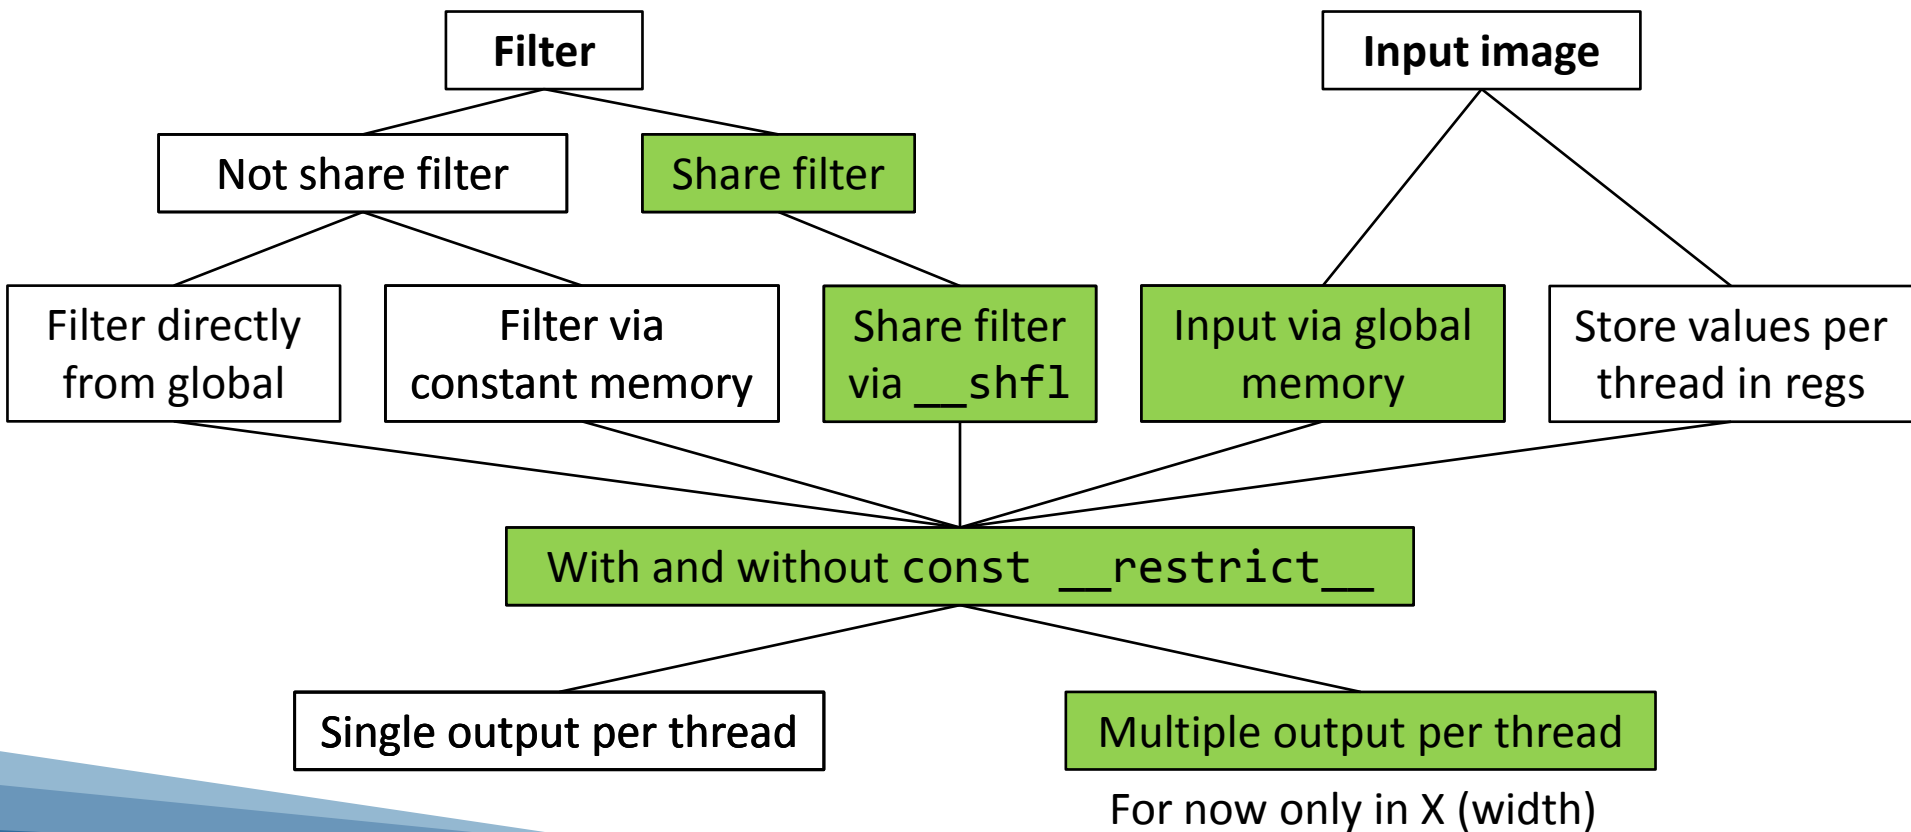 Filter
Input image
Not share filter
Share filter
Filter directly
from global
Filter via
constant memory
Share filter
via __shfl
Input via global
memory
Store values per
thread in regs
With and without const __restrict__
Single output per thread
Multiple output per thread
For now only in X (width)